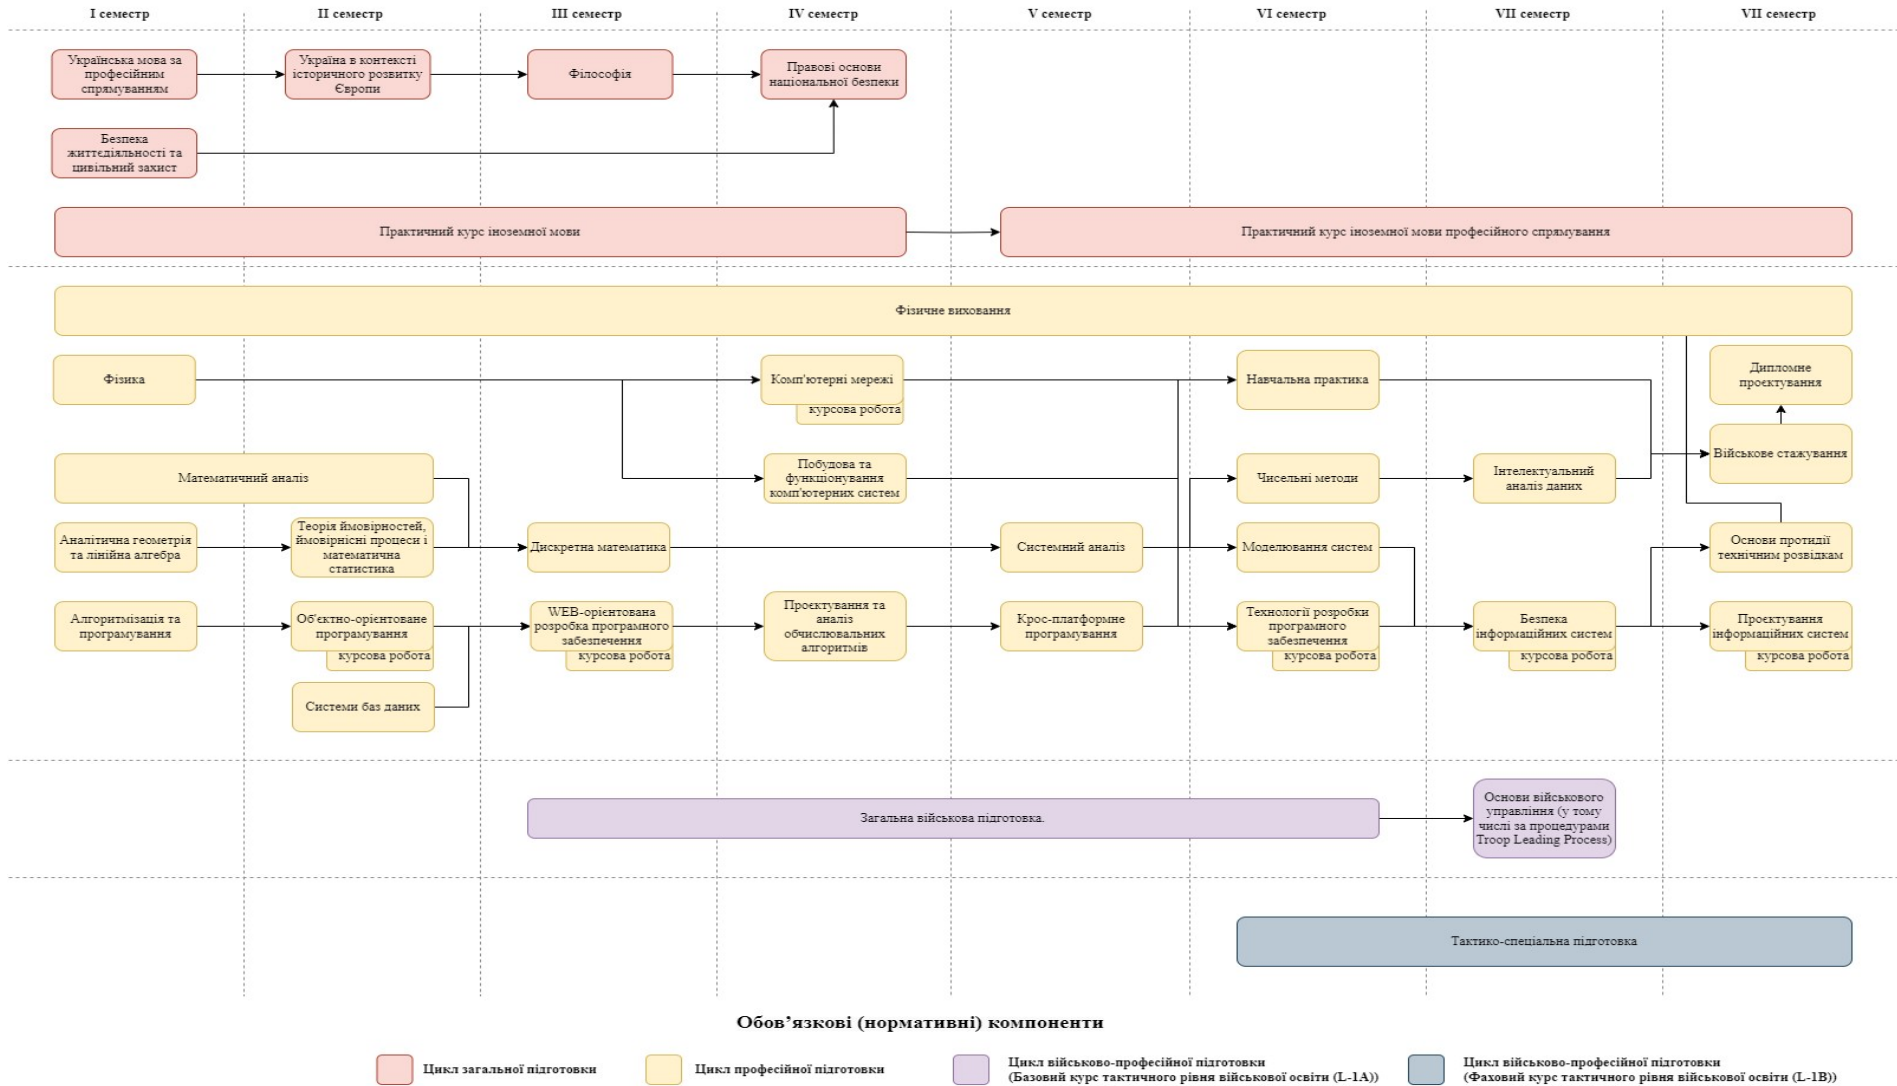 I семестр
II семестр
III семестр
IV семестр
V семестр
VI семестр
VII семестр
VII семестр
Українська мова за
професійним
спрямуванням
Україна в контексті
історичного розвитку
Європи
Філософія
Правові основи
національної безпеки
Безпека
життєдіяльності та
цивільний захист
Практичний курс іноземної мови
Практичний курс іноземної мови професійного спрямування
Фізичне виховання
Фізика
Комп'ютерні мережі
курсова робота
Навчальна практика
Дипломне
проєктування
Військове стажування
Математичний аналіз
Побудова та
функціонування
комп'ютерних систем
Чисельні методи
Інтелектуальний
аналіз даних
Аналітична геометрія
та лінійна алгебра
Теорія ймовірностей,
ймовірнісні процеси і
математична
статистика
Дискретна математика
Системний аналіз
Моделювання систем
Основи протидії
технічним розвідкам
Алгоритмізація та
програмування
Об'єктно-орієнтоване
програмування
курсова робота
WEB-орієнтована
розробка програмного
забезпечення
курсова робота
Проєктування та
аналіз
обчислювальних
алгоритмів
Крос-платформне
програмування
Технології розробки
програмного
забезпечення
курсова робота
Безпека
інформаційних систем
курсова робота
Проєктування
інформаційних систем
курсова робота
Системи баз даних
Загальна військова підготовка.
Основи військового
управління (у тому
числі за процедурами
Troop Leading Process)
Тактико-спеціальна підготовка
Обов’язкові (нормативні) компоненти
Цикл загальної підготовки
Цикл професійної підготовки
Цикл військово-професійної підготовки
(Базовий курс тактичного рівня військової освіти (L-1A))
Цикл військово-професійної підготовки
(Фаховий курс тактичного рівня військової освіти (L-1B))